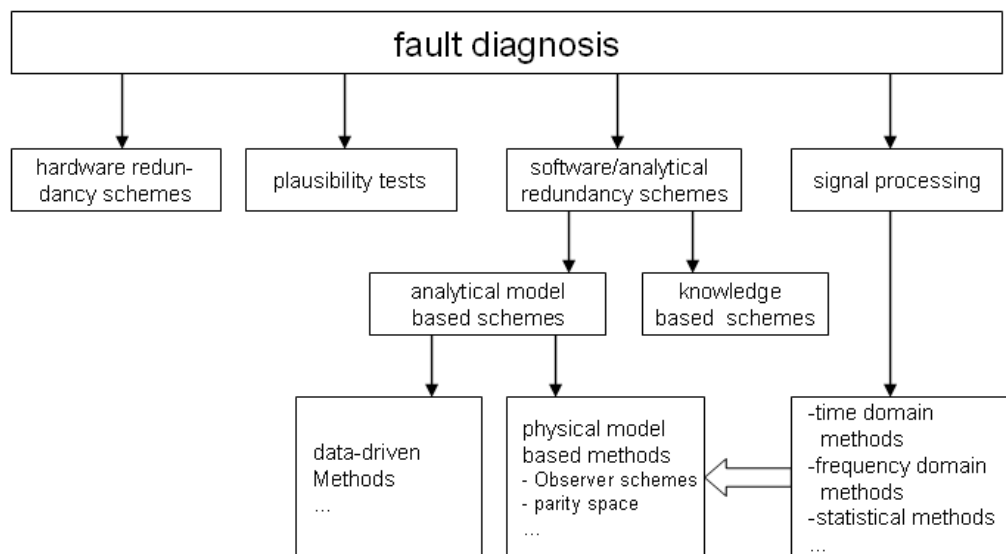 fault diagnosis
hardware redun-
dancy schemes
plausibility tests
software/analytical
redundancy schemes
signal processing
analytical model
based schemes
knowledge
based schemes
data-driven
Methods
...
physical model
based methods
- Observer schemes
- parity space
...
-time domain
methods
-frequency domain
methods
-statistical methods
...